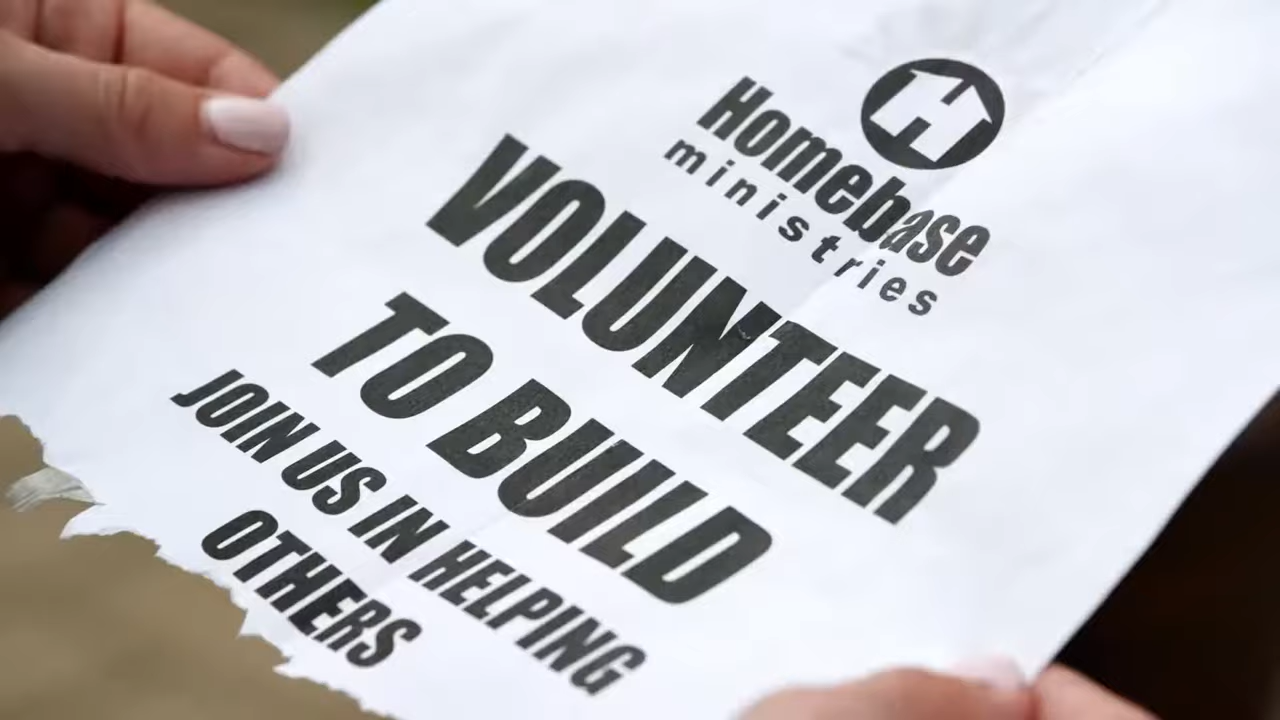 H
Homebase
ministries
VOLUNTEER
TO BUILD
JOIN US IN HELPING
OTHERS